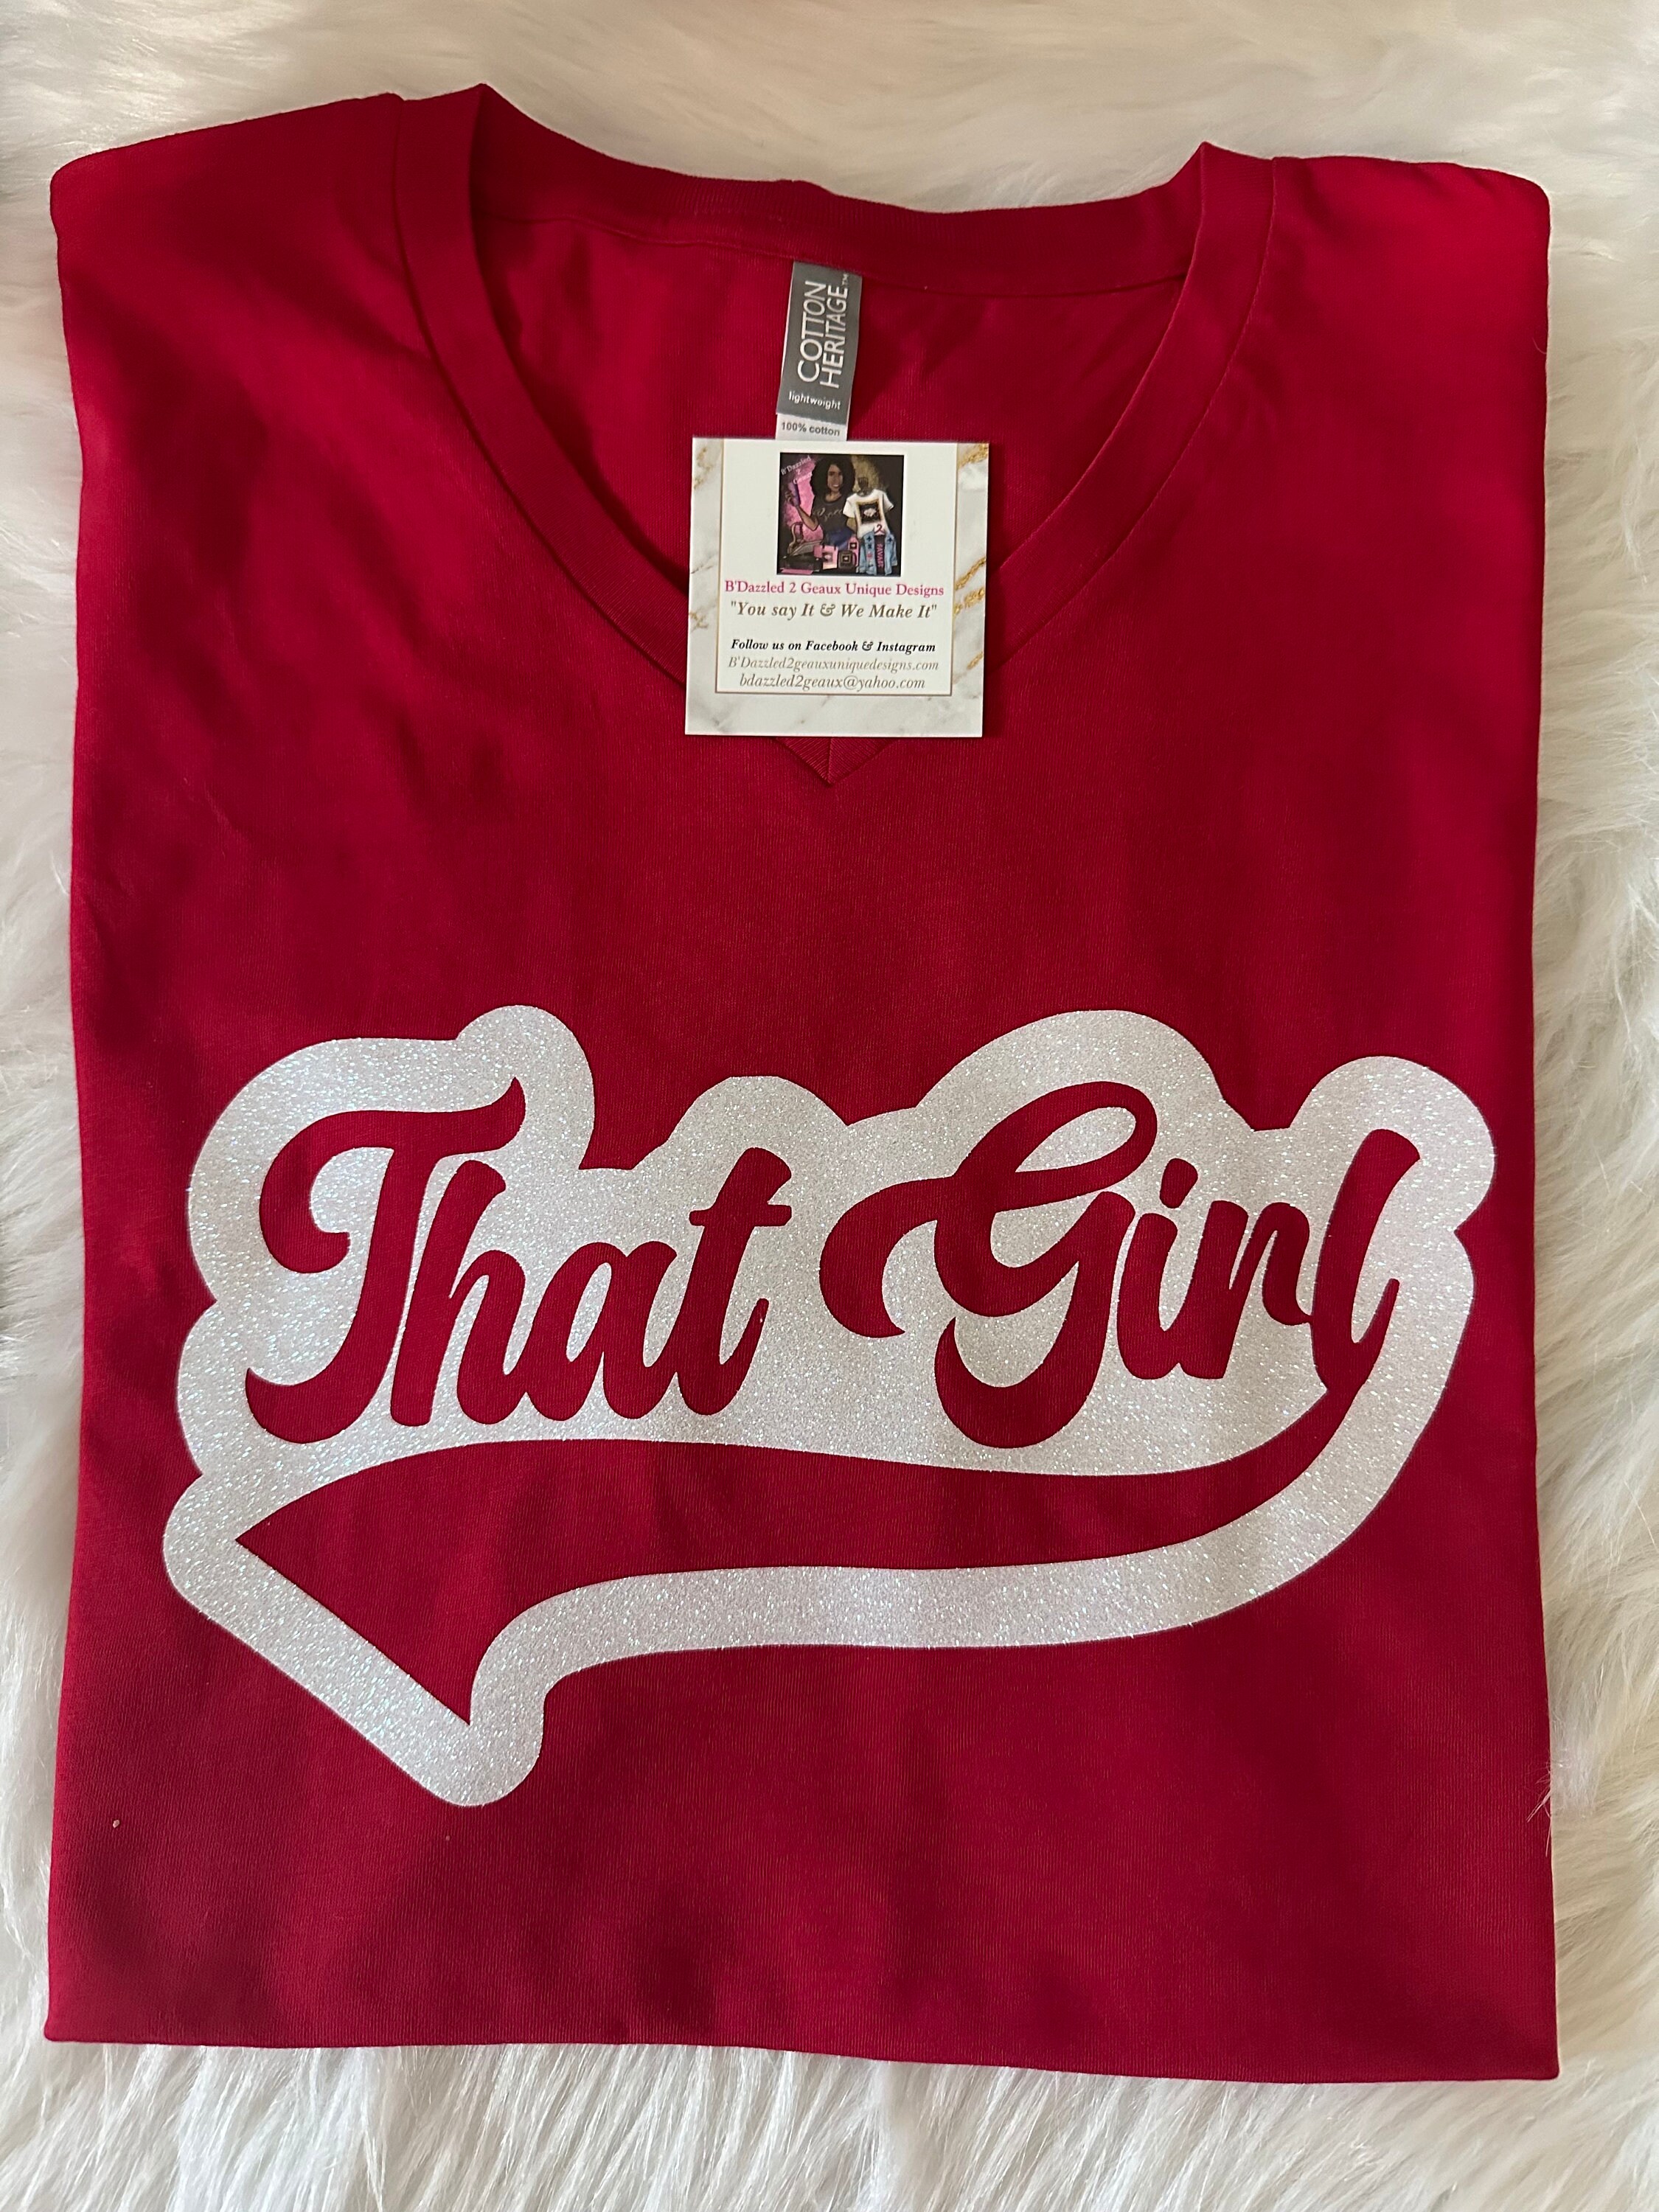 COTTON
HERITAGE™
lightweight
100% cotton
B'Dazzled 2 Geaux Unique Designs
"You say It & We Make It"
Follow us on Facebook & Instagram
B'Dazzled2geauxuniquedesigns.com
bdazzled2geaux@yahoo.com
That Girl